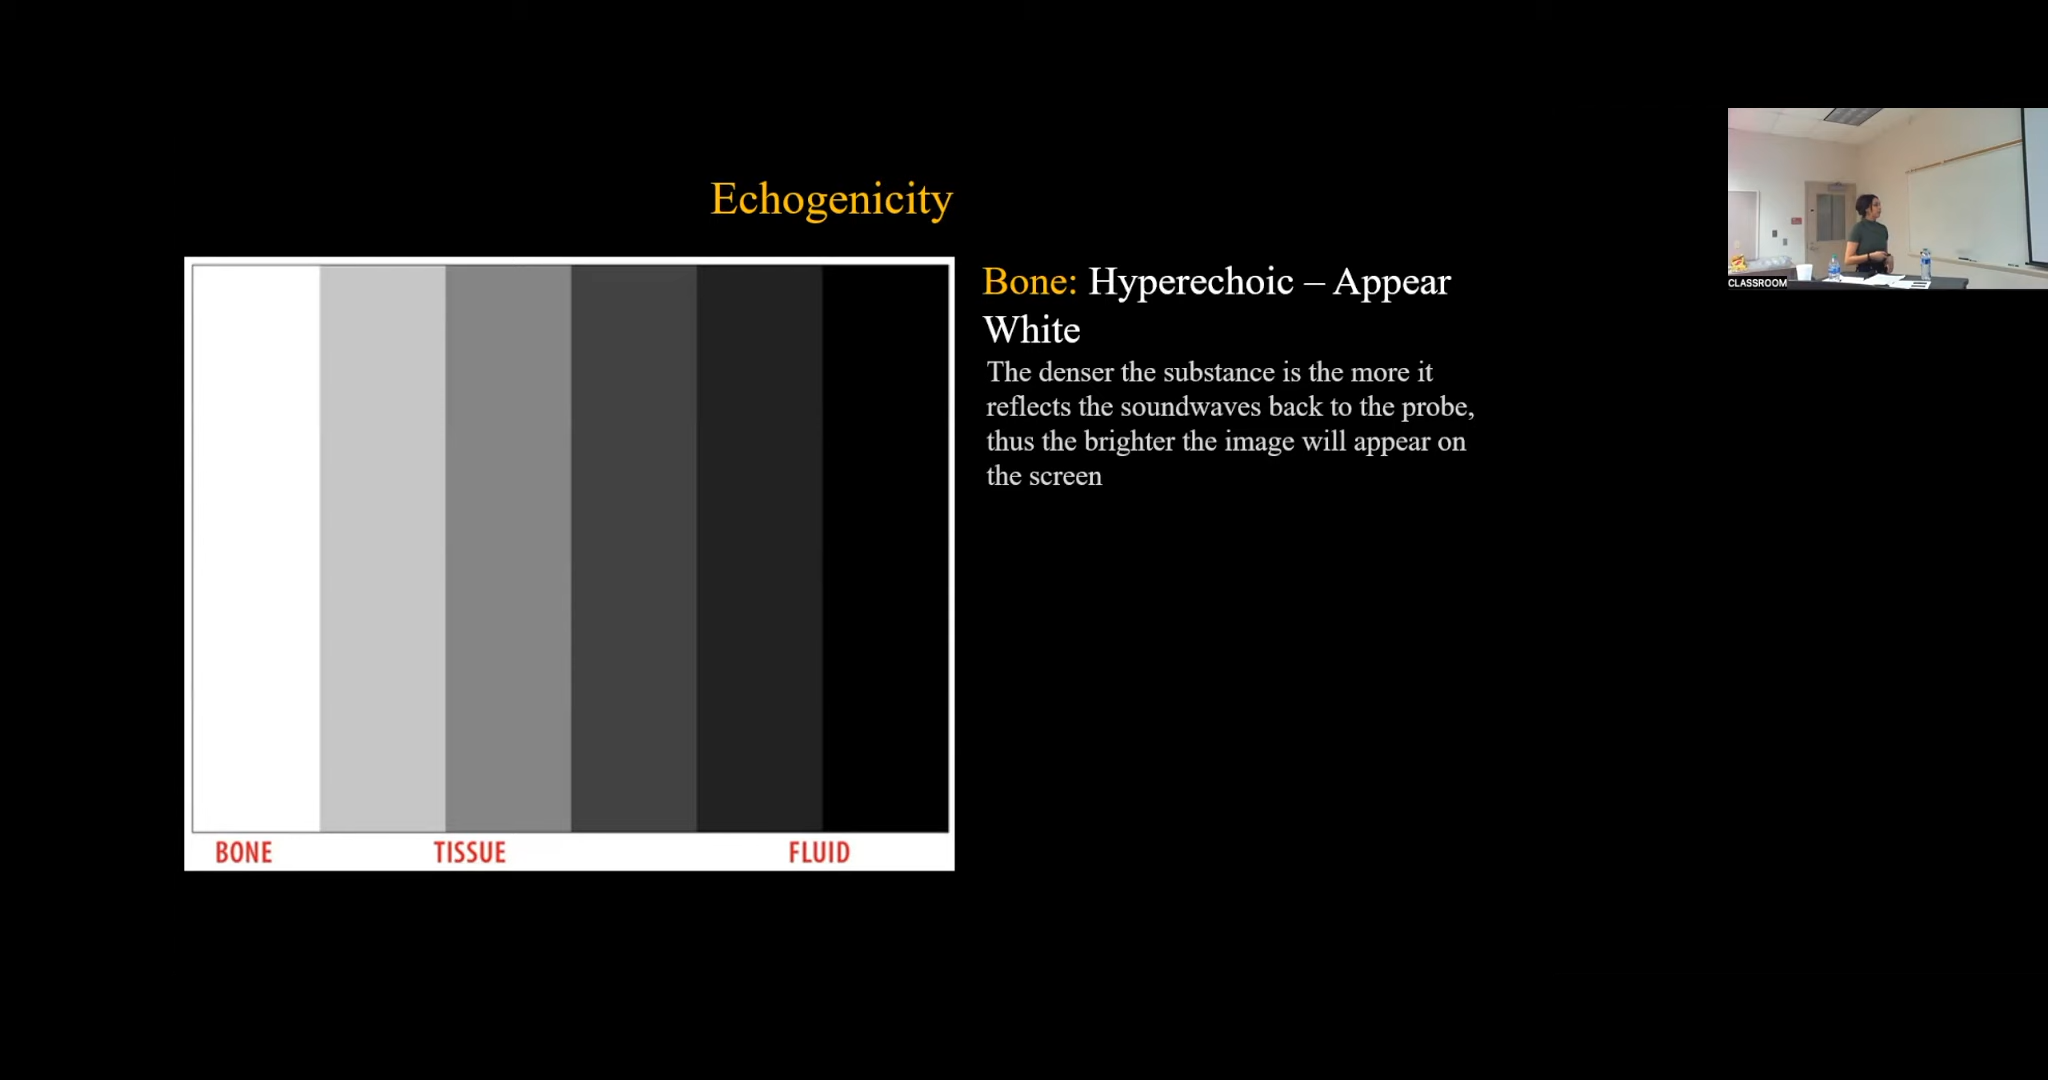 Echogenicity
Bone: Hyperechoic – Appear
White
The denser the substance is the more it
reflects the soundwaves back to the probe,
thus the brighter the image will appear on
the screen
BONE TISSUE FLUID
CLASSROOM